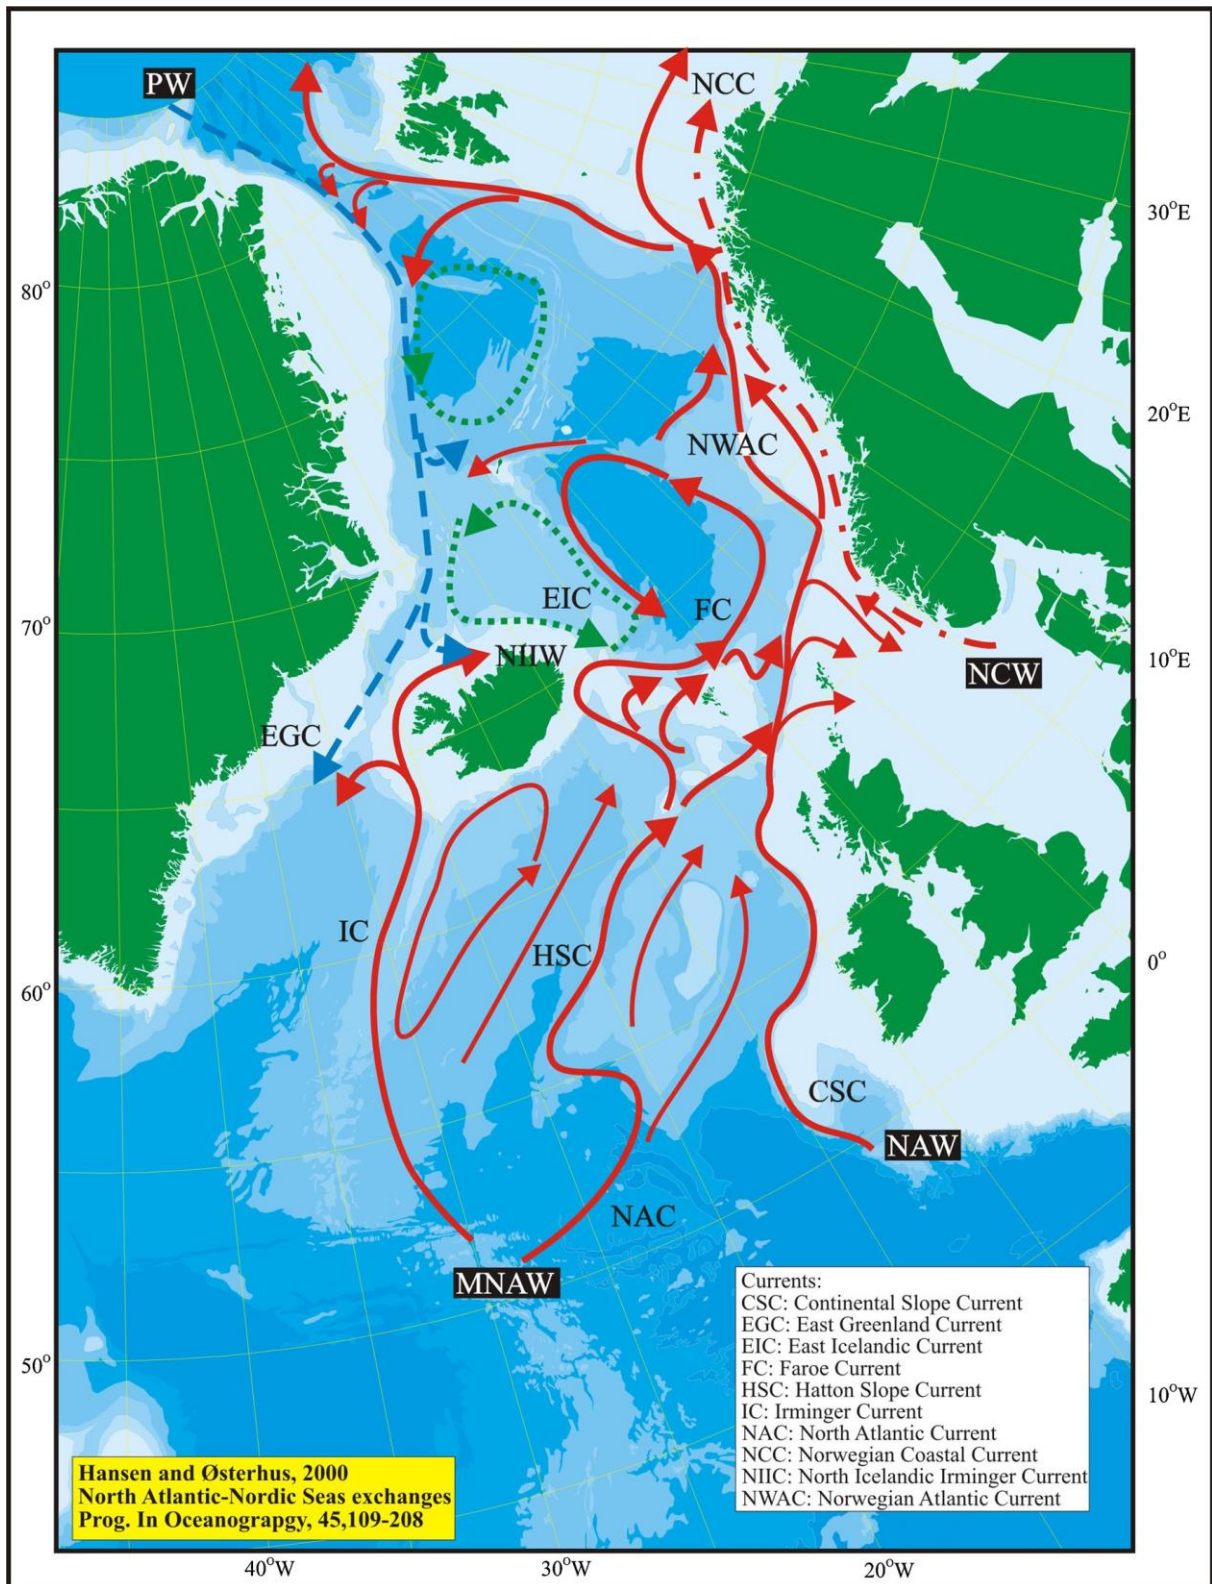 PW
NCC
30°E
80°
20°E
NWAC
EIC
FC
70°
NIIW
10°E
NCW
EGC
IC
HSC
0°
60°
CSC
NAW
NAC
MNAW
Currents:
CSC: Continental Slope Current
EGC: East Greenland Current
EIC: East Icelandic Current
FC: Faroe Current
HSC: Hatton Slope Current
IC: Irminger Current
NAC: North Atlantic Current
NCC: Norwegian Coastal Current
NIIC: North Icelandic Irminger Current
NWAC: Norwegian Atlantic Current
50°
10°W
Hansen and Østerhus, 2000
North Atlantic-Nordic Seas exchanges
Prog. In Oceanograpgy, 45,109-208
40°W
30°W
20°W